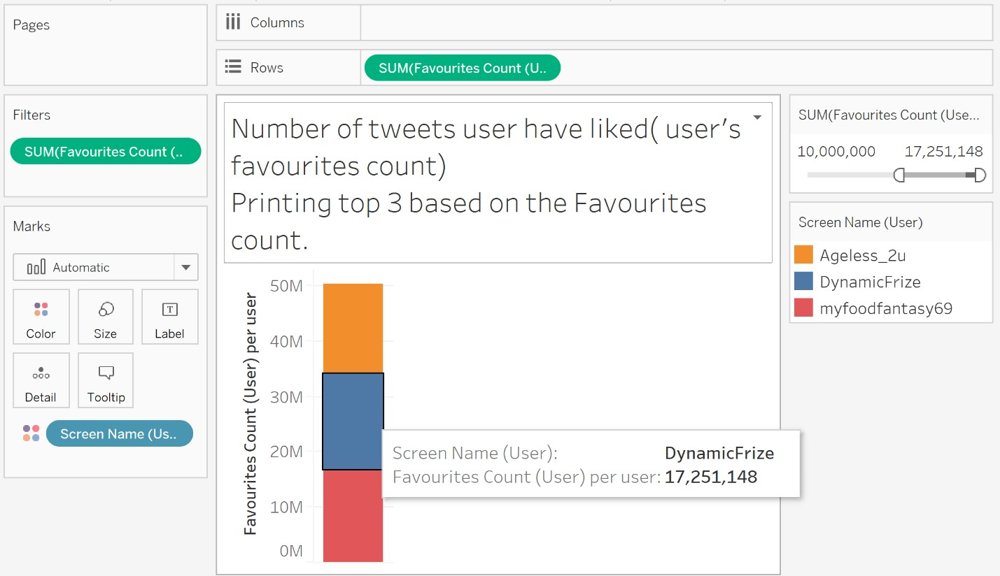 Pages
Columns
Rows
SUM(Favourites Count (U..
Filters
SUM(Favourites Count (..
Marks
Automatic
Color
Size
Label
Detail
Tooltip
Screen Name (Us..
Number of tweets user have liked( user's
favourites count)
Printing top 3 based on the Favourites
count.
Favourites Count (User) per user
50M
40M
30M
20M
10M
0M
Screen Name (User): DynamicFrize
Favourites Count (User) per user: 17,251,148
SUM(Favourites Count (Use...
10,000,000 17,251,148
Screen Name (User)
Ageless_2u
DynamicFrize
myfoodfantasy69